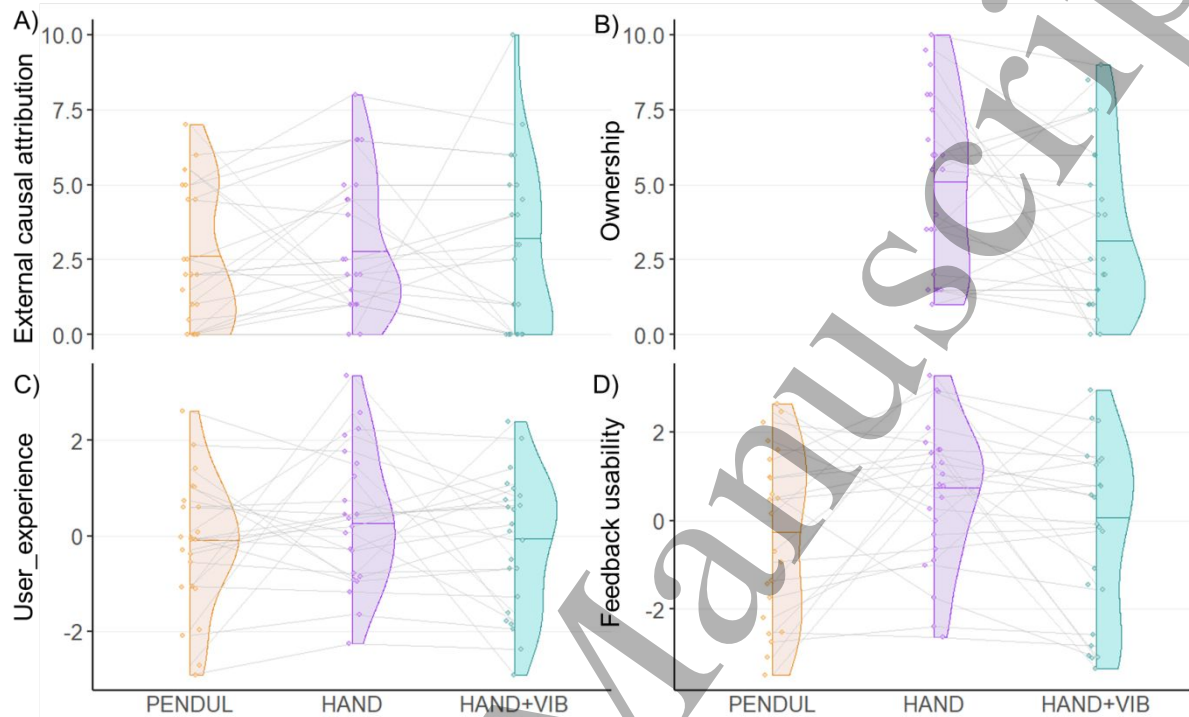 A)
External causal attribution
10.0
7.5
5.0
2.5
0.0
B)
Ownership
10.0
7.5
5.0
2.5
0.0
C)
User_experience
2
0
-2
PENDUL HAND HAND+VIB
D)
Feedback usability
2
0
-2
PENDUL HAND HAND+VIB
Manuscrip